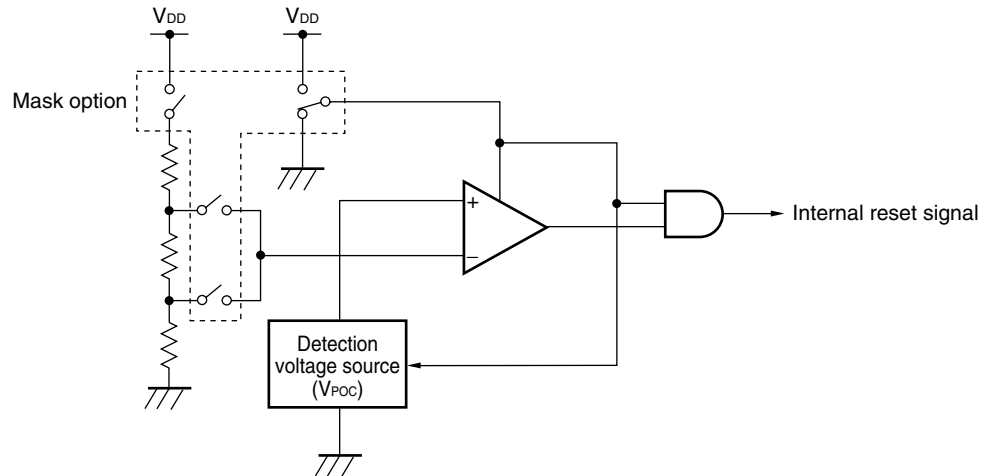 VDD
VDD
Mask option
+
−
Internal reset signal
Detection
voltage source
(VPOC)